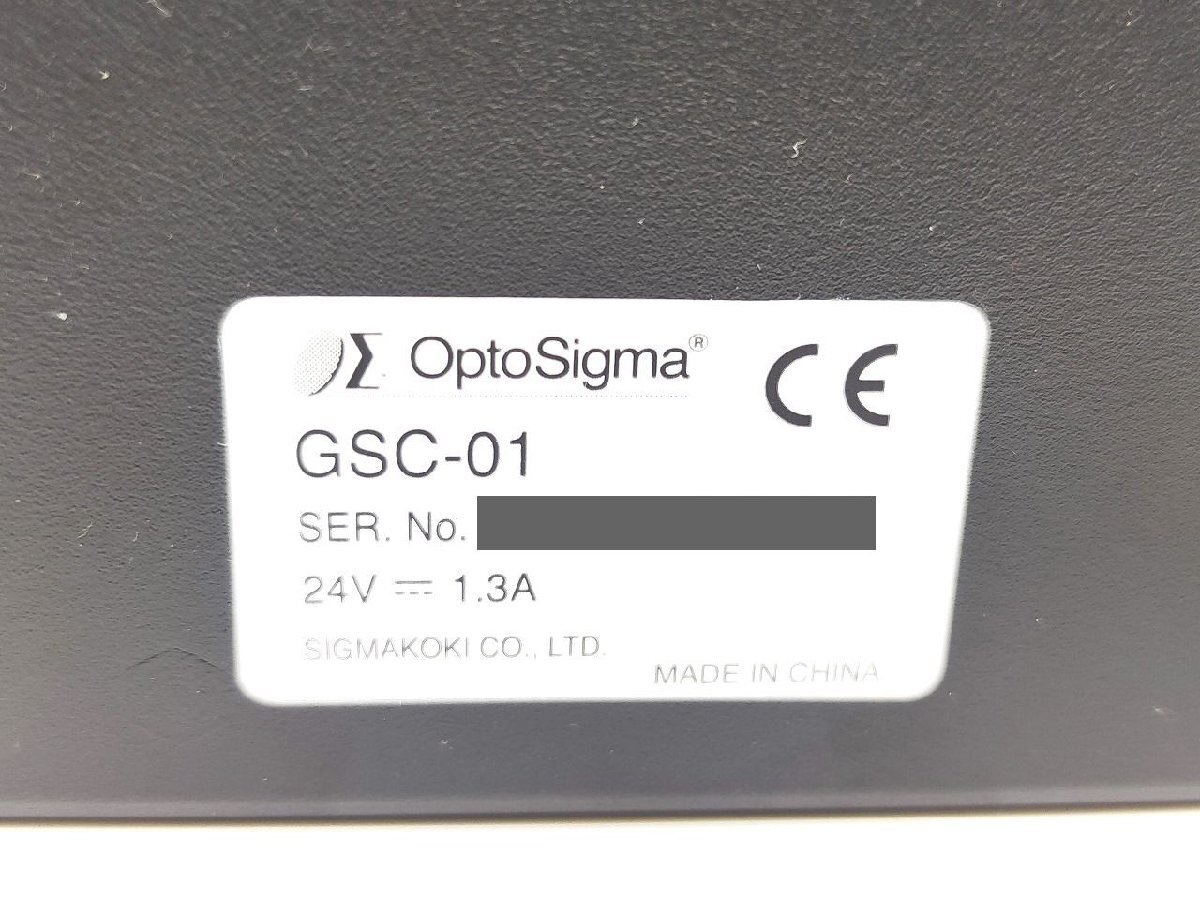 OptoSigma®
CE
GSC-01
SER. No.
24V ⎓ 1.3A
SIGMAKOKI CO., LTD.
MADE IN CHINA